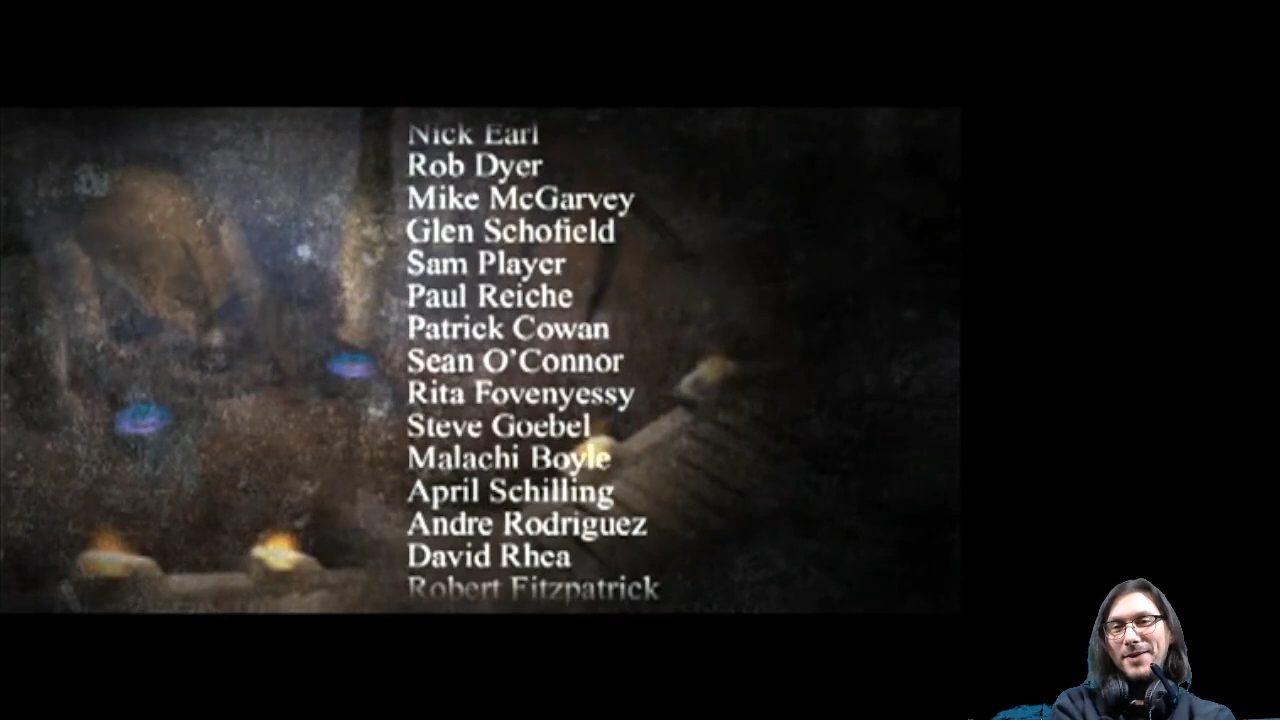 Nick Earl
Rob Dyer
Mike McGarvey
Glen Schofield
Sam Player
Paul Reiche
Patrick Cowan
Sean O'Connor
Rita Fovenyessy
Steve Goebel
Malachi Boyle
April Schilling
Andre Rodriguez
David Rhea
Robert Fitzpatrick